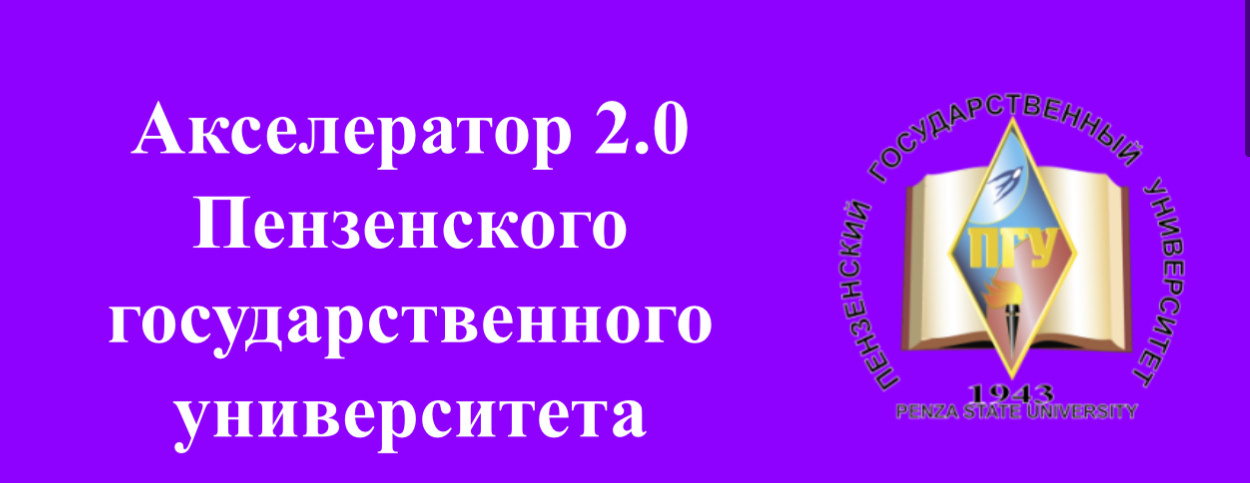 Акселератор 2.0
Пензенского
государственного
университета
ПЕНЗЕНСКИЙ ГОСУДАРСТВЕННЫЙ УНИВЕРСИТЕТ
ПГУ
1943
PENZA STATE UNIVERSITY